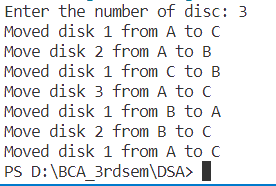 Enter the number of disc: 3
Moved disk 1 from A to C
Move disk 2 from A to B
Moved disk 1 from C to B
Move disk 3 from A to C
Moved disk 1 from B to A
Move disk 2 from B to C
Moved disk 1 from A to C
PS D:\BCA_3rdsem\DSA>